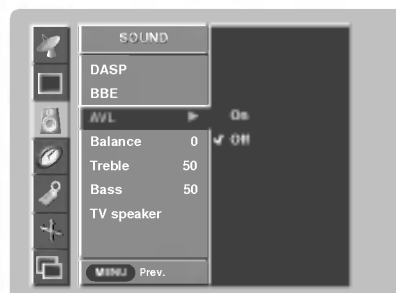 SOUND
DASP
BBE
AVL On
Balance 0 Off
Treble 50
Bass 50
TV speaker
MENU Prev.